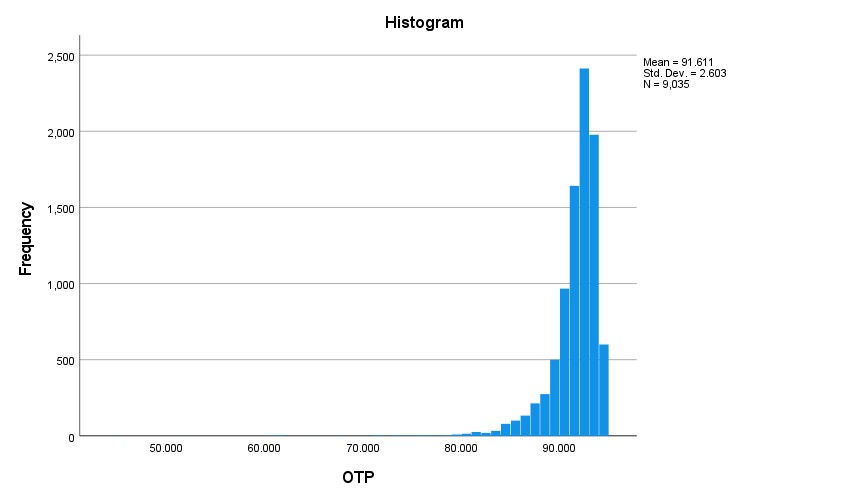 Histogram
2,500
2,000
1,500
1,000
500
0
Frequency
50.000 60.000 70.000 80.000 90.000
OTP
Mean = 91.611
Std. Dev. = 2.603
N = 9,035